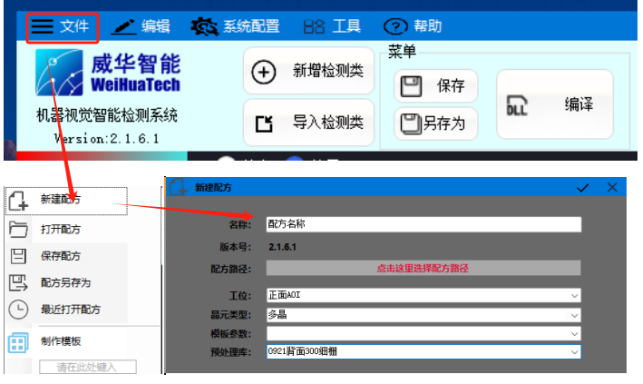 文件 编辑 系统配置 工具 帮助
菜单
威华智能
WeiHuaTech
机器视觉智能检测系统
Version:2.1.6.1
新增检测类
导入检测类
保存
另存为
DLL
编译
新建配方
打开配方
保存配方
配方另存为
最近打开配方
制作模板
请在此处键入
新建配方
名称: 配方名称
版本号: 2.1.6.1
配方路径: 点击这里选择配方路径
工位: 正面AOI
晶元类型: 多晶
模板参数:
预处理库: 0921背面300细栅